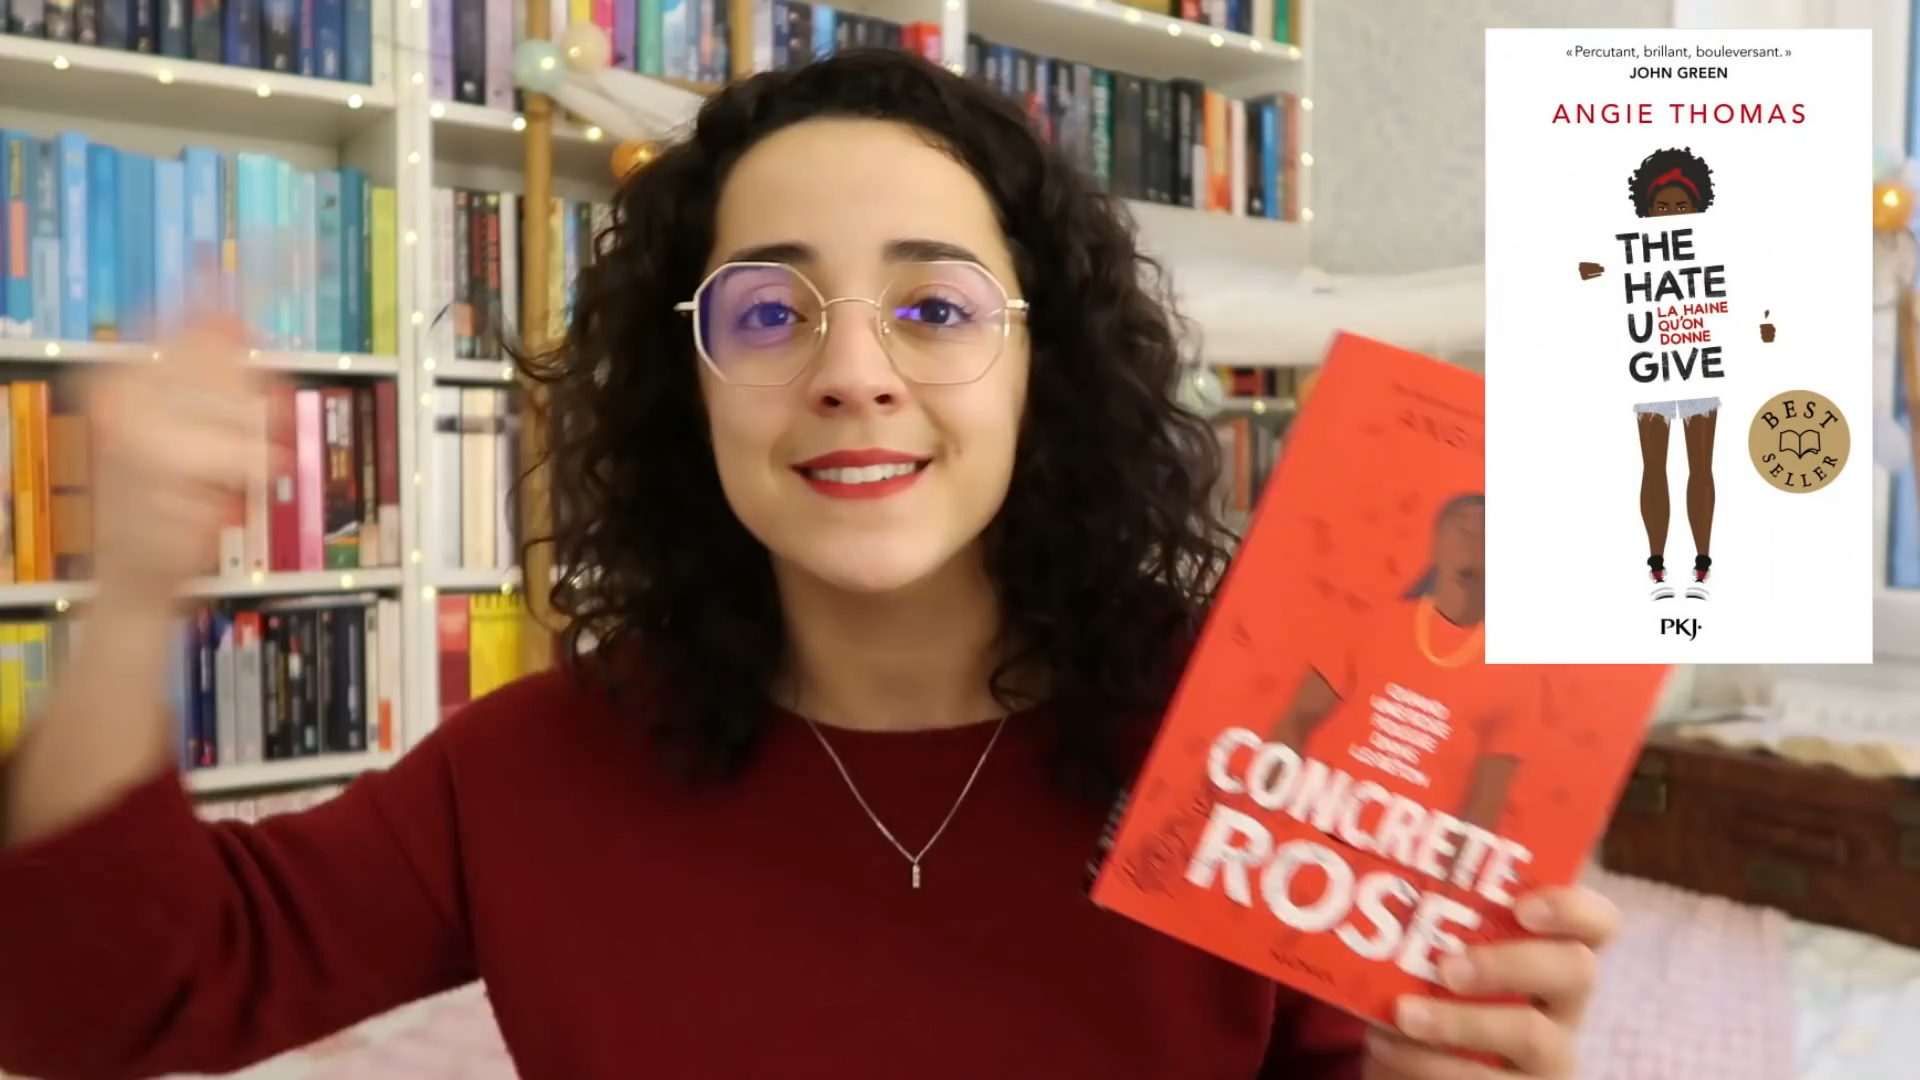 «Percutant, brillant, bouleversant.»
JOHN GREEN
ANGIE THOMAS
THE
HATE
U
LA HAINE
QU'ON
DONNE
GIVE
BEST
SELLER
PKJ·
CONCRETE
ROSE